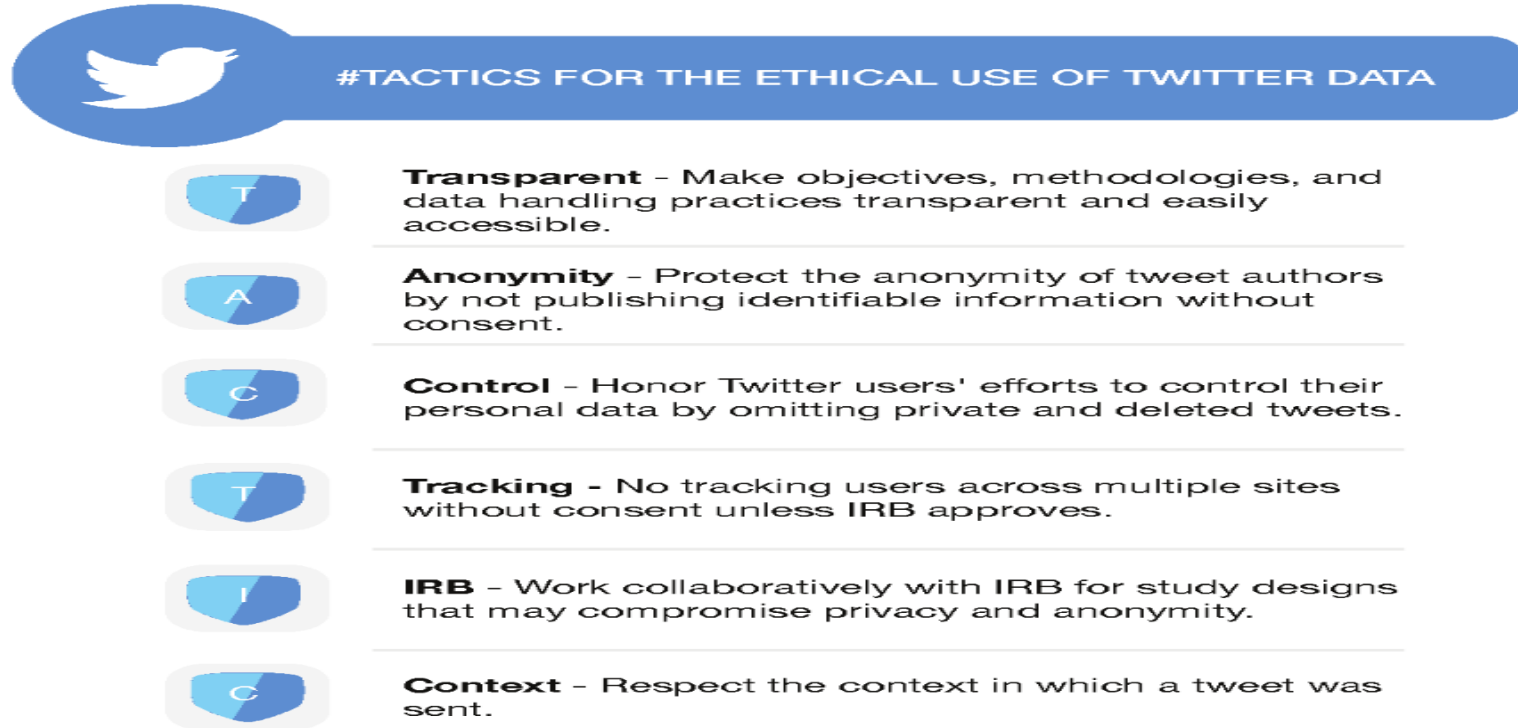 #TACTICS FOR THE ETHICAL USE OF TWITTER DATA
T
Transparent - Make objectives, methodologies, and
data handling practices transparent and easily
accessible.
A
Anonymity - Protect the anonymity of tweet authors
by not publishing identifiable information without
consent.
C
Control - Honor Twitter users' efforts to control their
personal data by omitting private and deleted tweets.
T
Tracking - No tracking users across multiple sites
without consent unless IRB approves.
I
IRB - Work collaboratively with IRB for study designs
that may compromise privacy and anonymity.
C
Context - Respect the context in which a tweet was
sent.